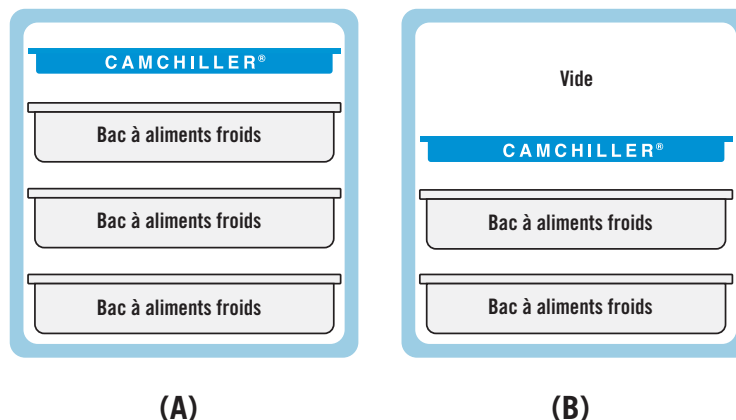 CAMCHILLER®
Bac à aliments froids
Bac à aliments froids
Bac à aliments froids
(A)
Vide
CAMCHILLER®
Bac à aliments froids
Bac à aliments froids
(B)